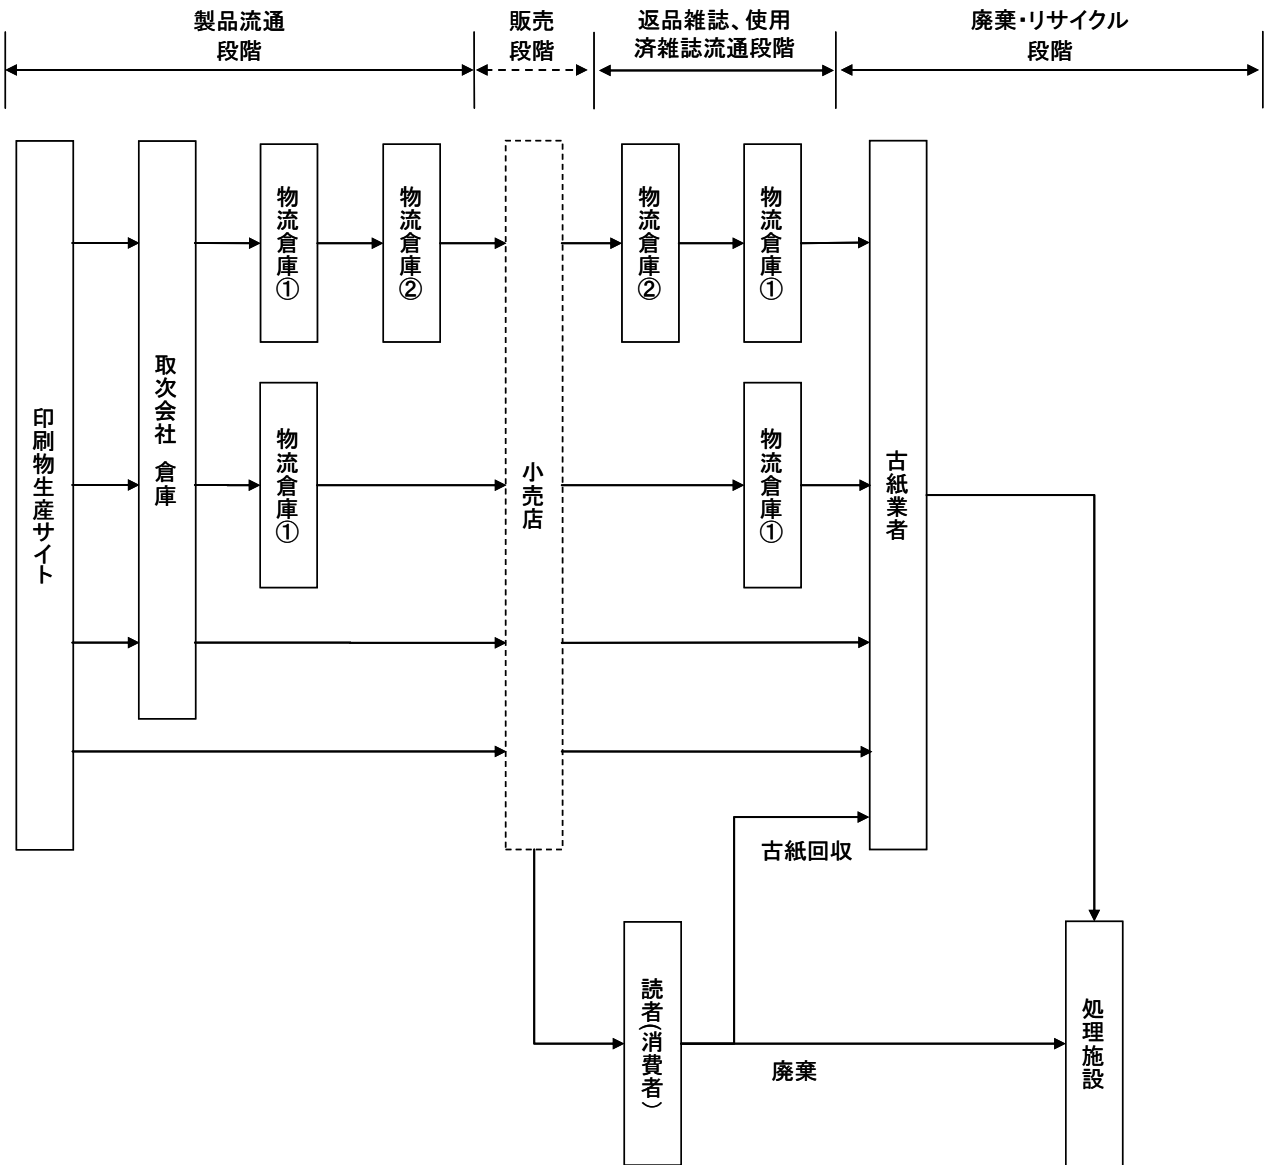 製品流通
段階
販売
段階
返品雑誌、使用
済雑誌流通段階
廃棄・リサイクル
段階
印刷物生産サイト
取次会社 倉庫
物流倉庫①
物流倉庫②
物流倉庫①
小売店
物流倉庫②
物流倉庫①
物流倉庫①
古紙業者
古紙回収
読者(消費者)
廃棄
処理施設